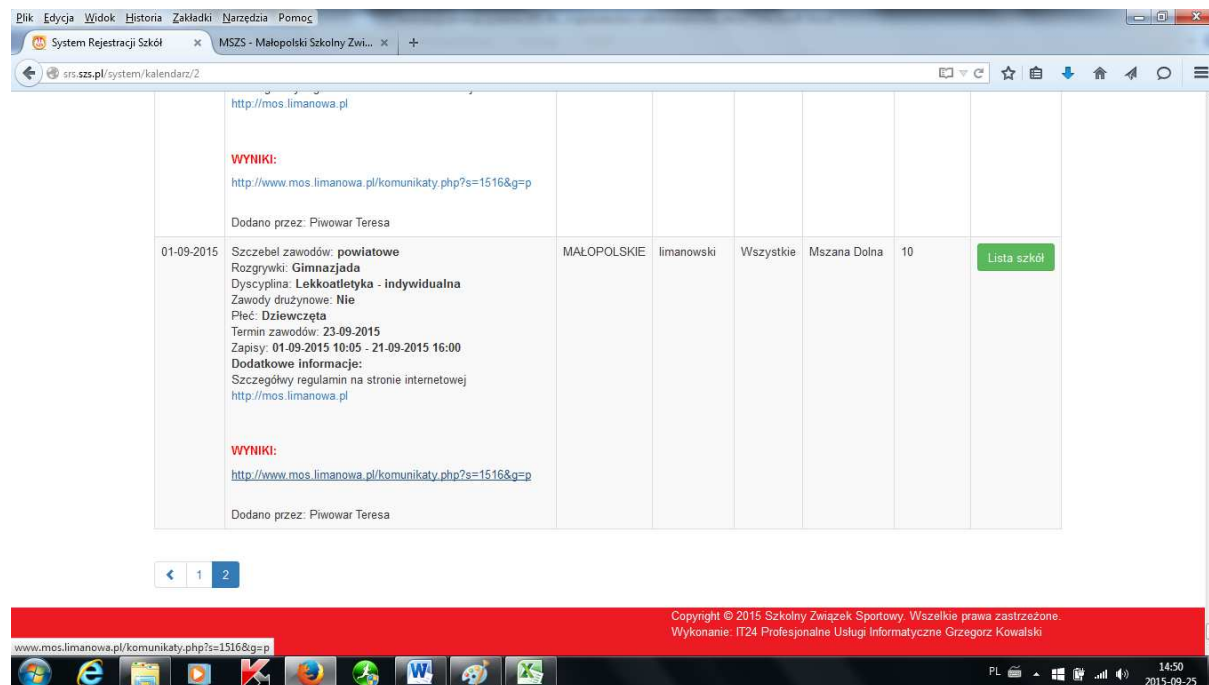 Plik Edycja Widok Historia Zakładki Narzędzia Pomoc
System Rejestracji Szkół × MSZS - Małopolski Szkolny Zwi... × +
srs.szs.pl/system/kalendarz/2
http://mos.limanowa.pl
WYNIKI:
http://www.mos.limanowa.pl/komunikaty.php?s=1516&g=p
Dodano przez: Piwowar Teresa
01-09-2015 Szczebel zawodów: powiatowe MAŁOPOLSKIE limanowski Wszystkie Mszana Dolna 10 Lista szkół
Rozgrywki: Gimnazjada
Dyscyplina: Lekkoatletyka - indywidualna
Zawody drużynowe: Nie
Płeć: Dziewczęta
Termin zawodów: 23-09-2015
Zapisy: 01-09-2015 10:05 - 21-09-2015 16:00
Dodatkowe informacje:
Szczegółwy regulamin na stronie internetowej
http://mos.limanowa.pl
WYNIKI:
http://www.mos.limanowa.pl/komunikaty.php?s=1516&g=p
Dodano przez: Piwowar Teresa
1 2
Copyright © 2015 Szkolny Związek Sportowy. Wszelkie prawa zastrzeżone.
Wykonanie: IT24 Profesjonalne Usługi Informatyczne Grzegorz Kowalski
www.mos.limanowa.pl/komunikaty.php?s=1516&g=p
PL 14:50
2015-09-25